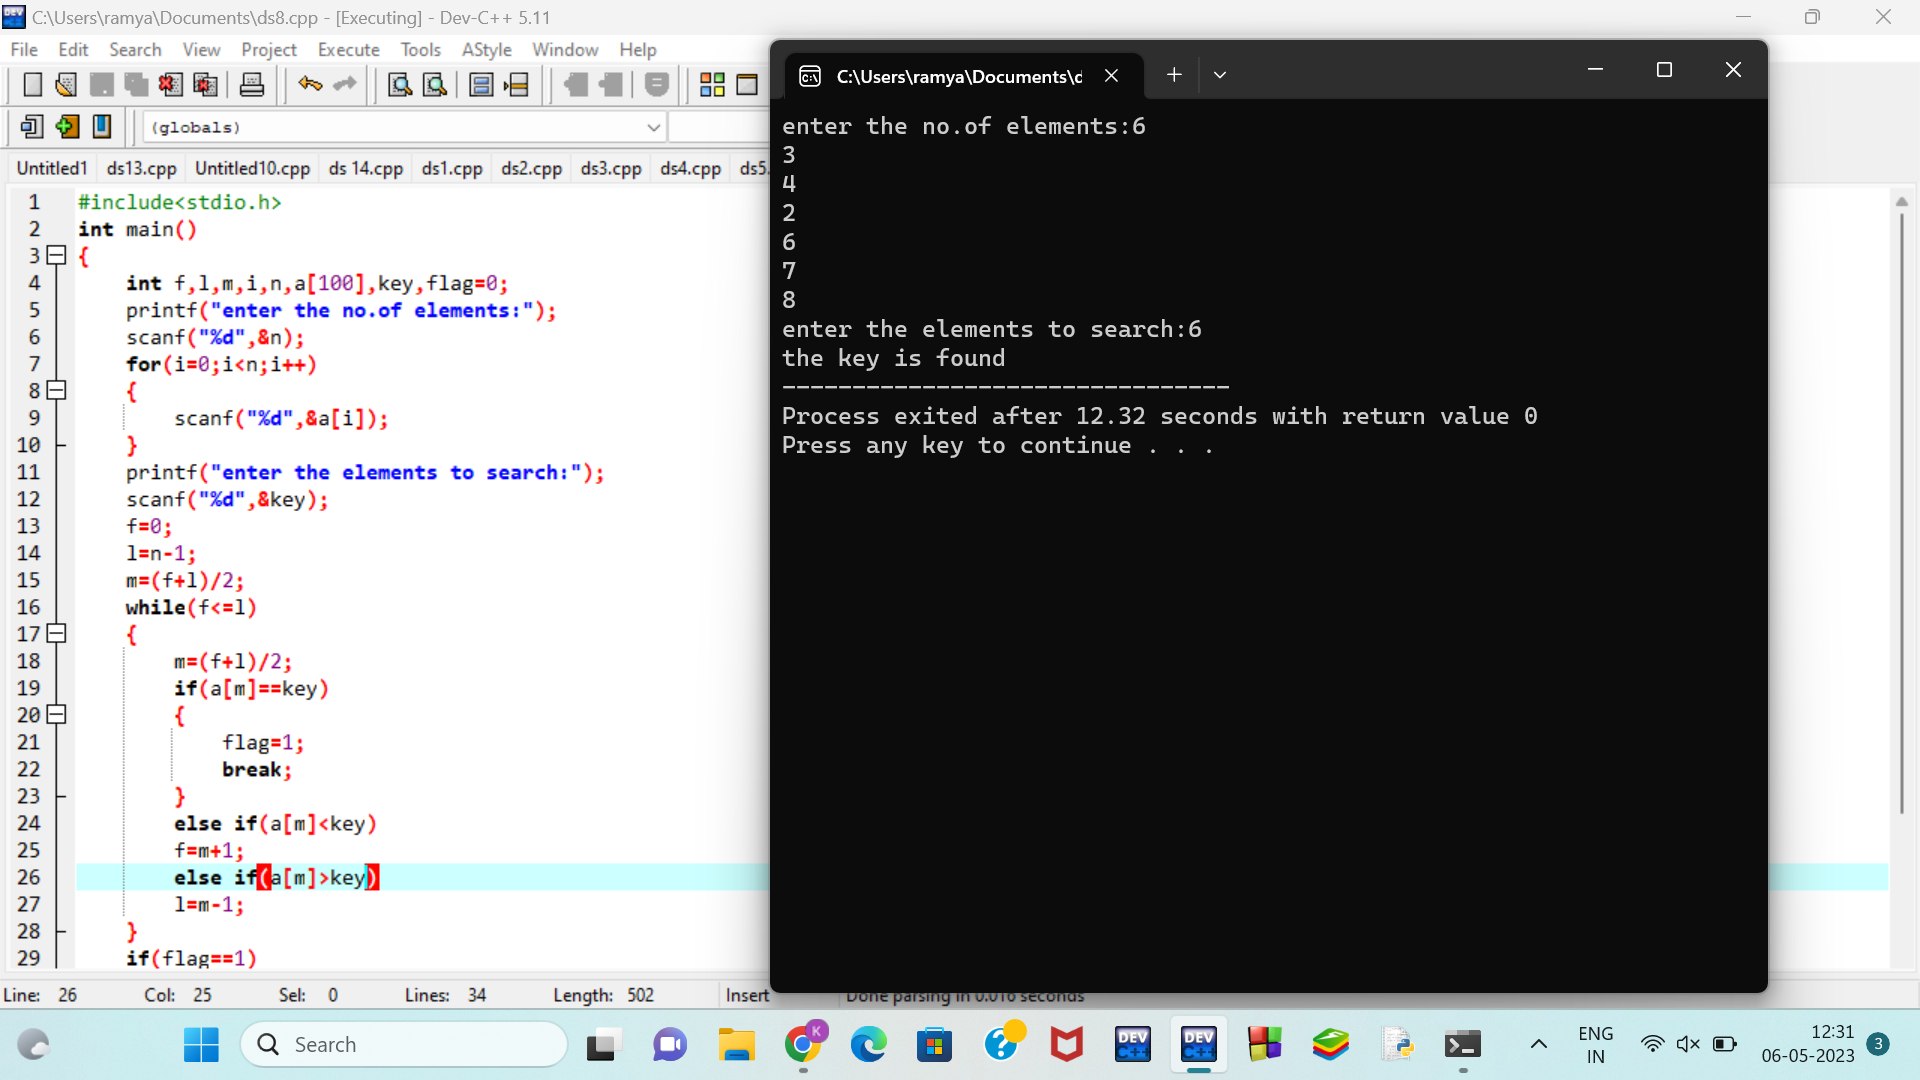 C:\Users\ramya\Documents\ds8.cpp - [Executing] - Dev-C++ 5.11
File Edit Search View Project Execute Tools AStyle Window Help
(globals)
Untitled1 ds13.cpp Untitled10.cpp ds 14.cpp ds1.cpp ds2.cpp ds3.cpp ds4.cpp ds5.
1 #include<stdio.h>
2 int main()
3 {
4 int f,l,m,i,n,a[100],key,flag=0;
5 printf("enter the no.of elements:");
6 scanf("%d",&n);
7 for(i=0;i<n;i++)
8 {
9 scanf("%d",&a[i]);
10 }
11 printf("enter the elements to search:");
12 scanf("%d",&key);
13 f=0;
14 l=n-1;
15 m=(f+l)/2;
16 while(f<=l)
17 {
18 m=(f+l)/2;
19 if(a[m]==key)
20 {
21 flag=1;
22 break;
23 }
24 else if(a[m]<key)
25 f=m+1;
26 else if(a[m]>key)
27 l=m-1;
28 }
29 if(flag==1)
Line: 26 Col: 25 Sel: 0 Lines: 34 Length: 502 Insert Done parsing in 0.016 seconds
C:\Users\ramya\Documents\d
enter the no.of elements:6
3
4
2
6
7
8
enter the elements to search:6
the key is found
--------------------------------
Process exited after 12.32 seconds with return value 0
Press any key to continue . . .
Search
K
DEV C++
DEV C++
ENG
IN
12:31
06-05-2023
3